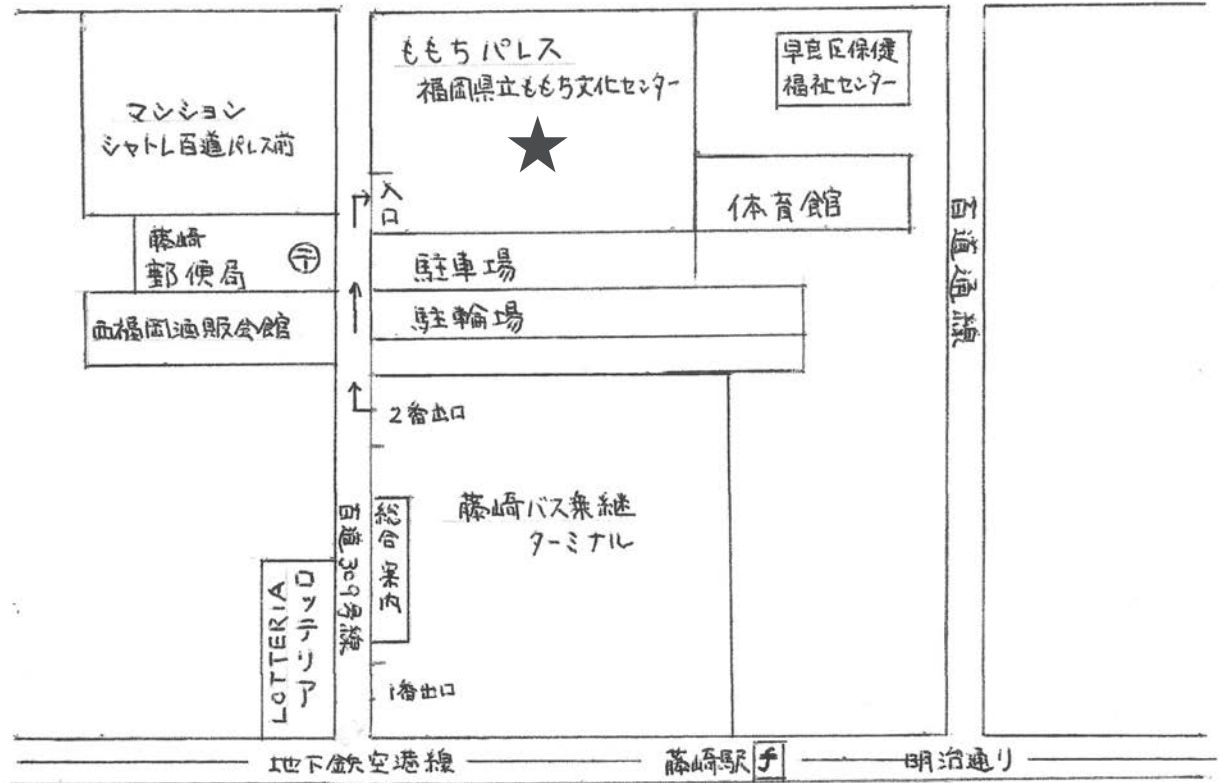 ももちパレス
福岡県立ももち文化センター
早良区保健
福祉センター
マンション
シャトレ百道パレス前
入口
体育館
百道通線
藤崎
郵便局
〒
駐車場
西福岡酒販会館
駐輪場
2番出口
藤崎バス乗継
ターミナル
百道309号線
総合案内
ロッテリア
LOTTERIA
1番出口
地下鉄空港線
藤崎駅
明治通り